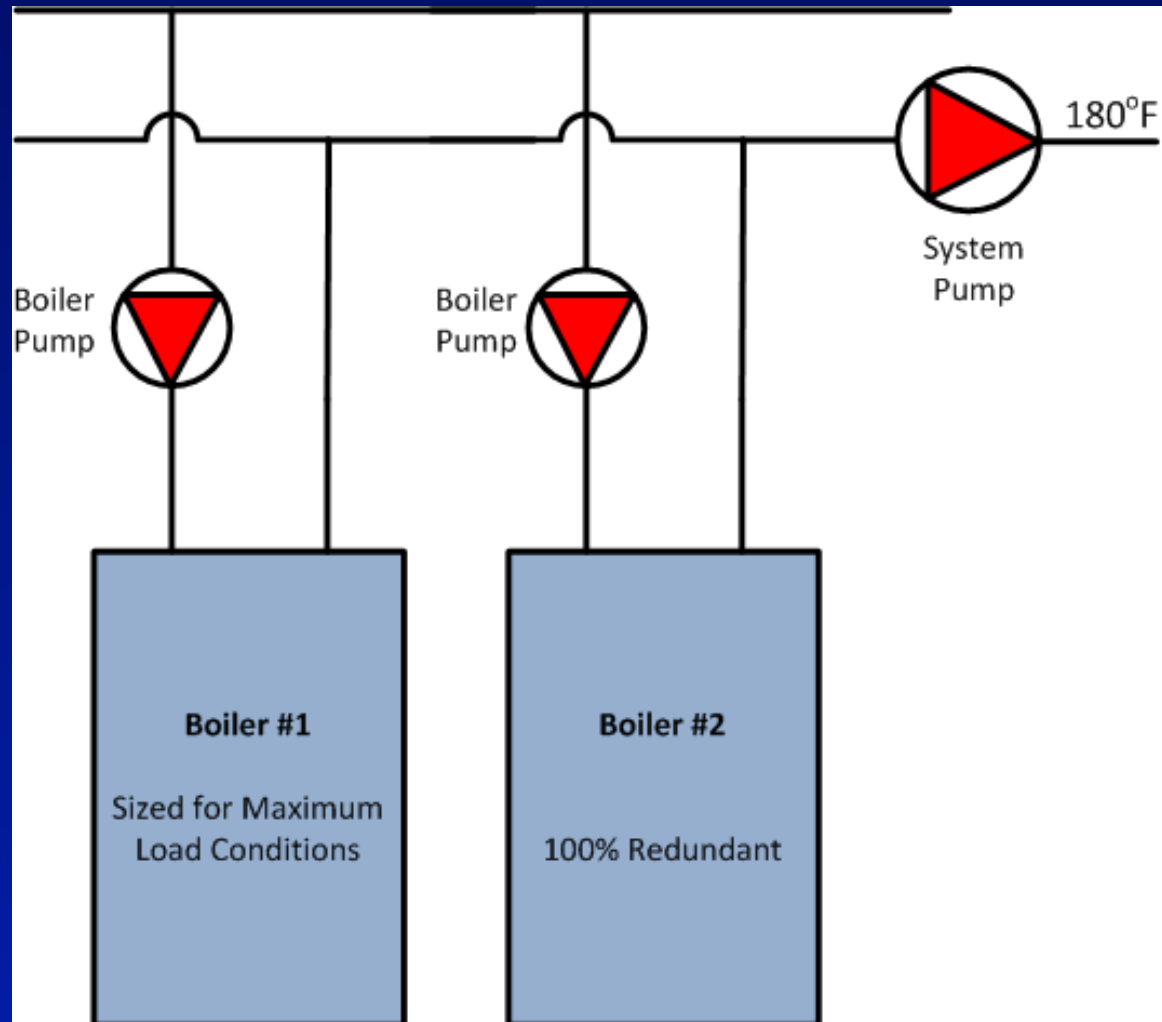 180°F
System
Pump
Boiler
Pump
Boiler
Pump
Boiler #1
Sized for Maximum
Load Conditions
Boiler #2
100% Redundant